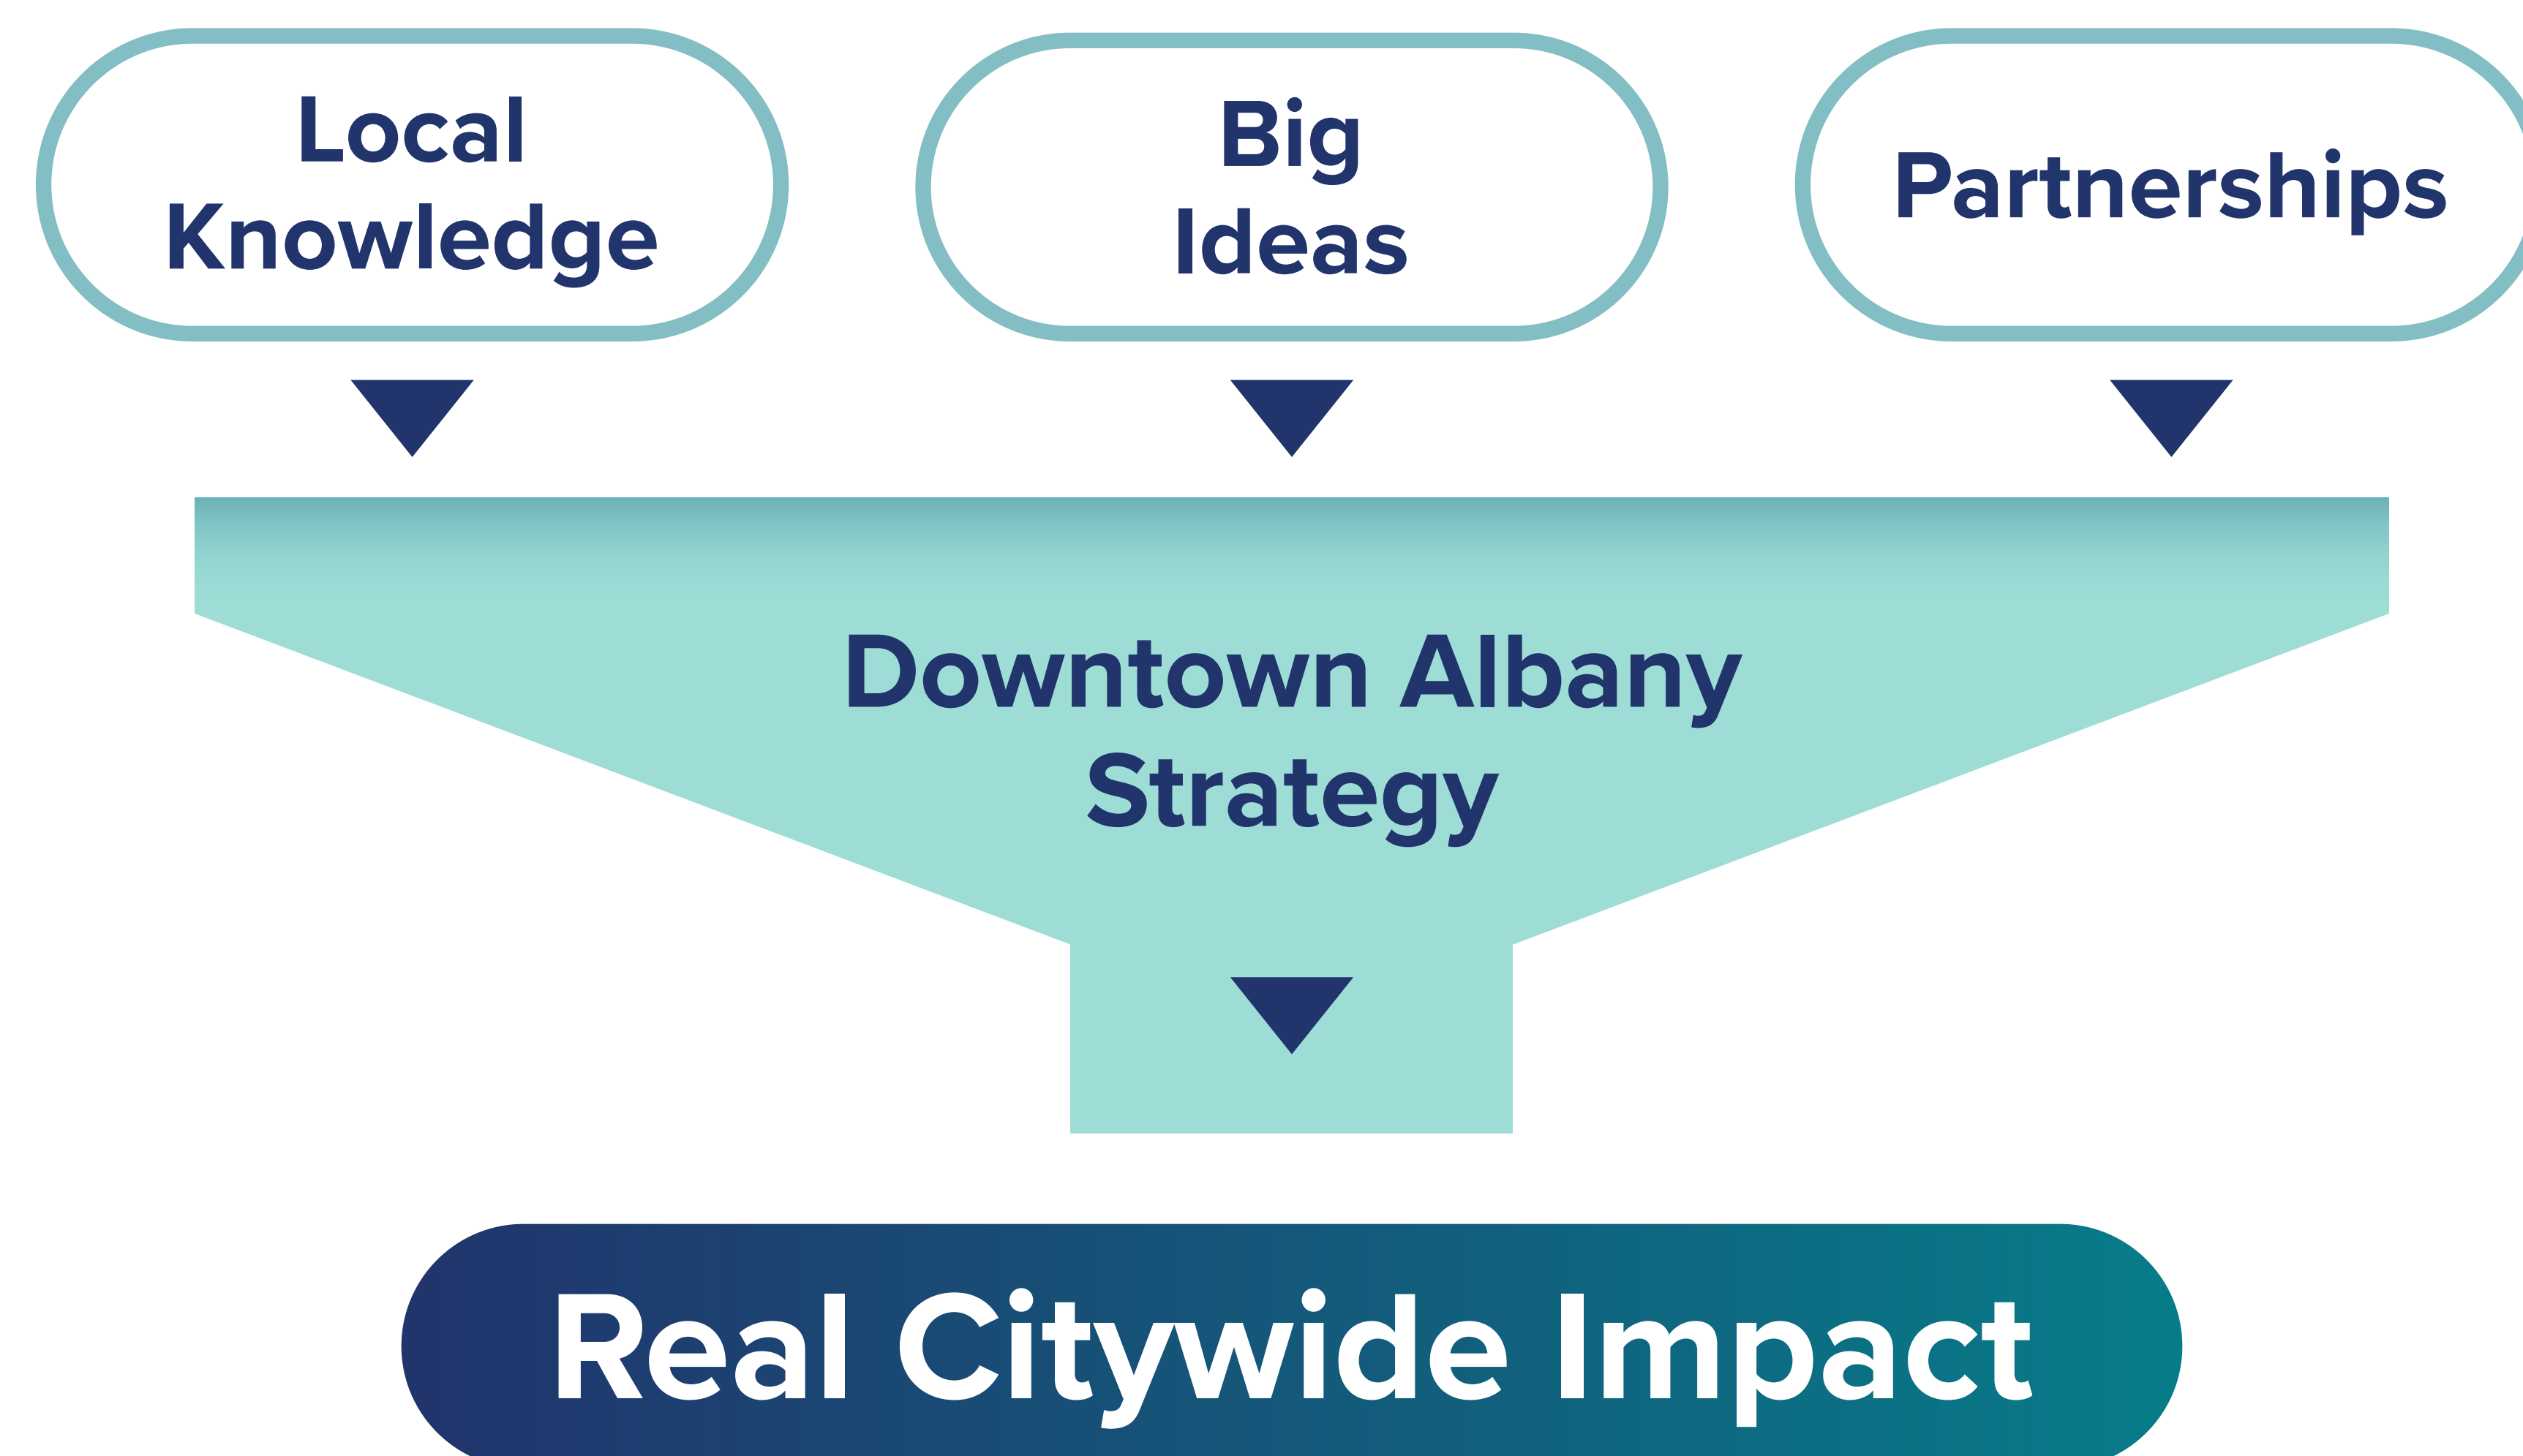 Local
Knowledge
Big
Ideas
Partnerships
Downtown Albany
Strategy
Real Citywide Impact